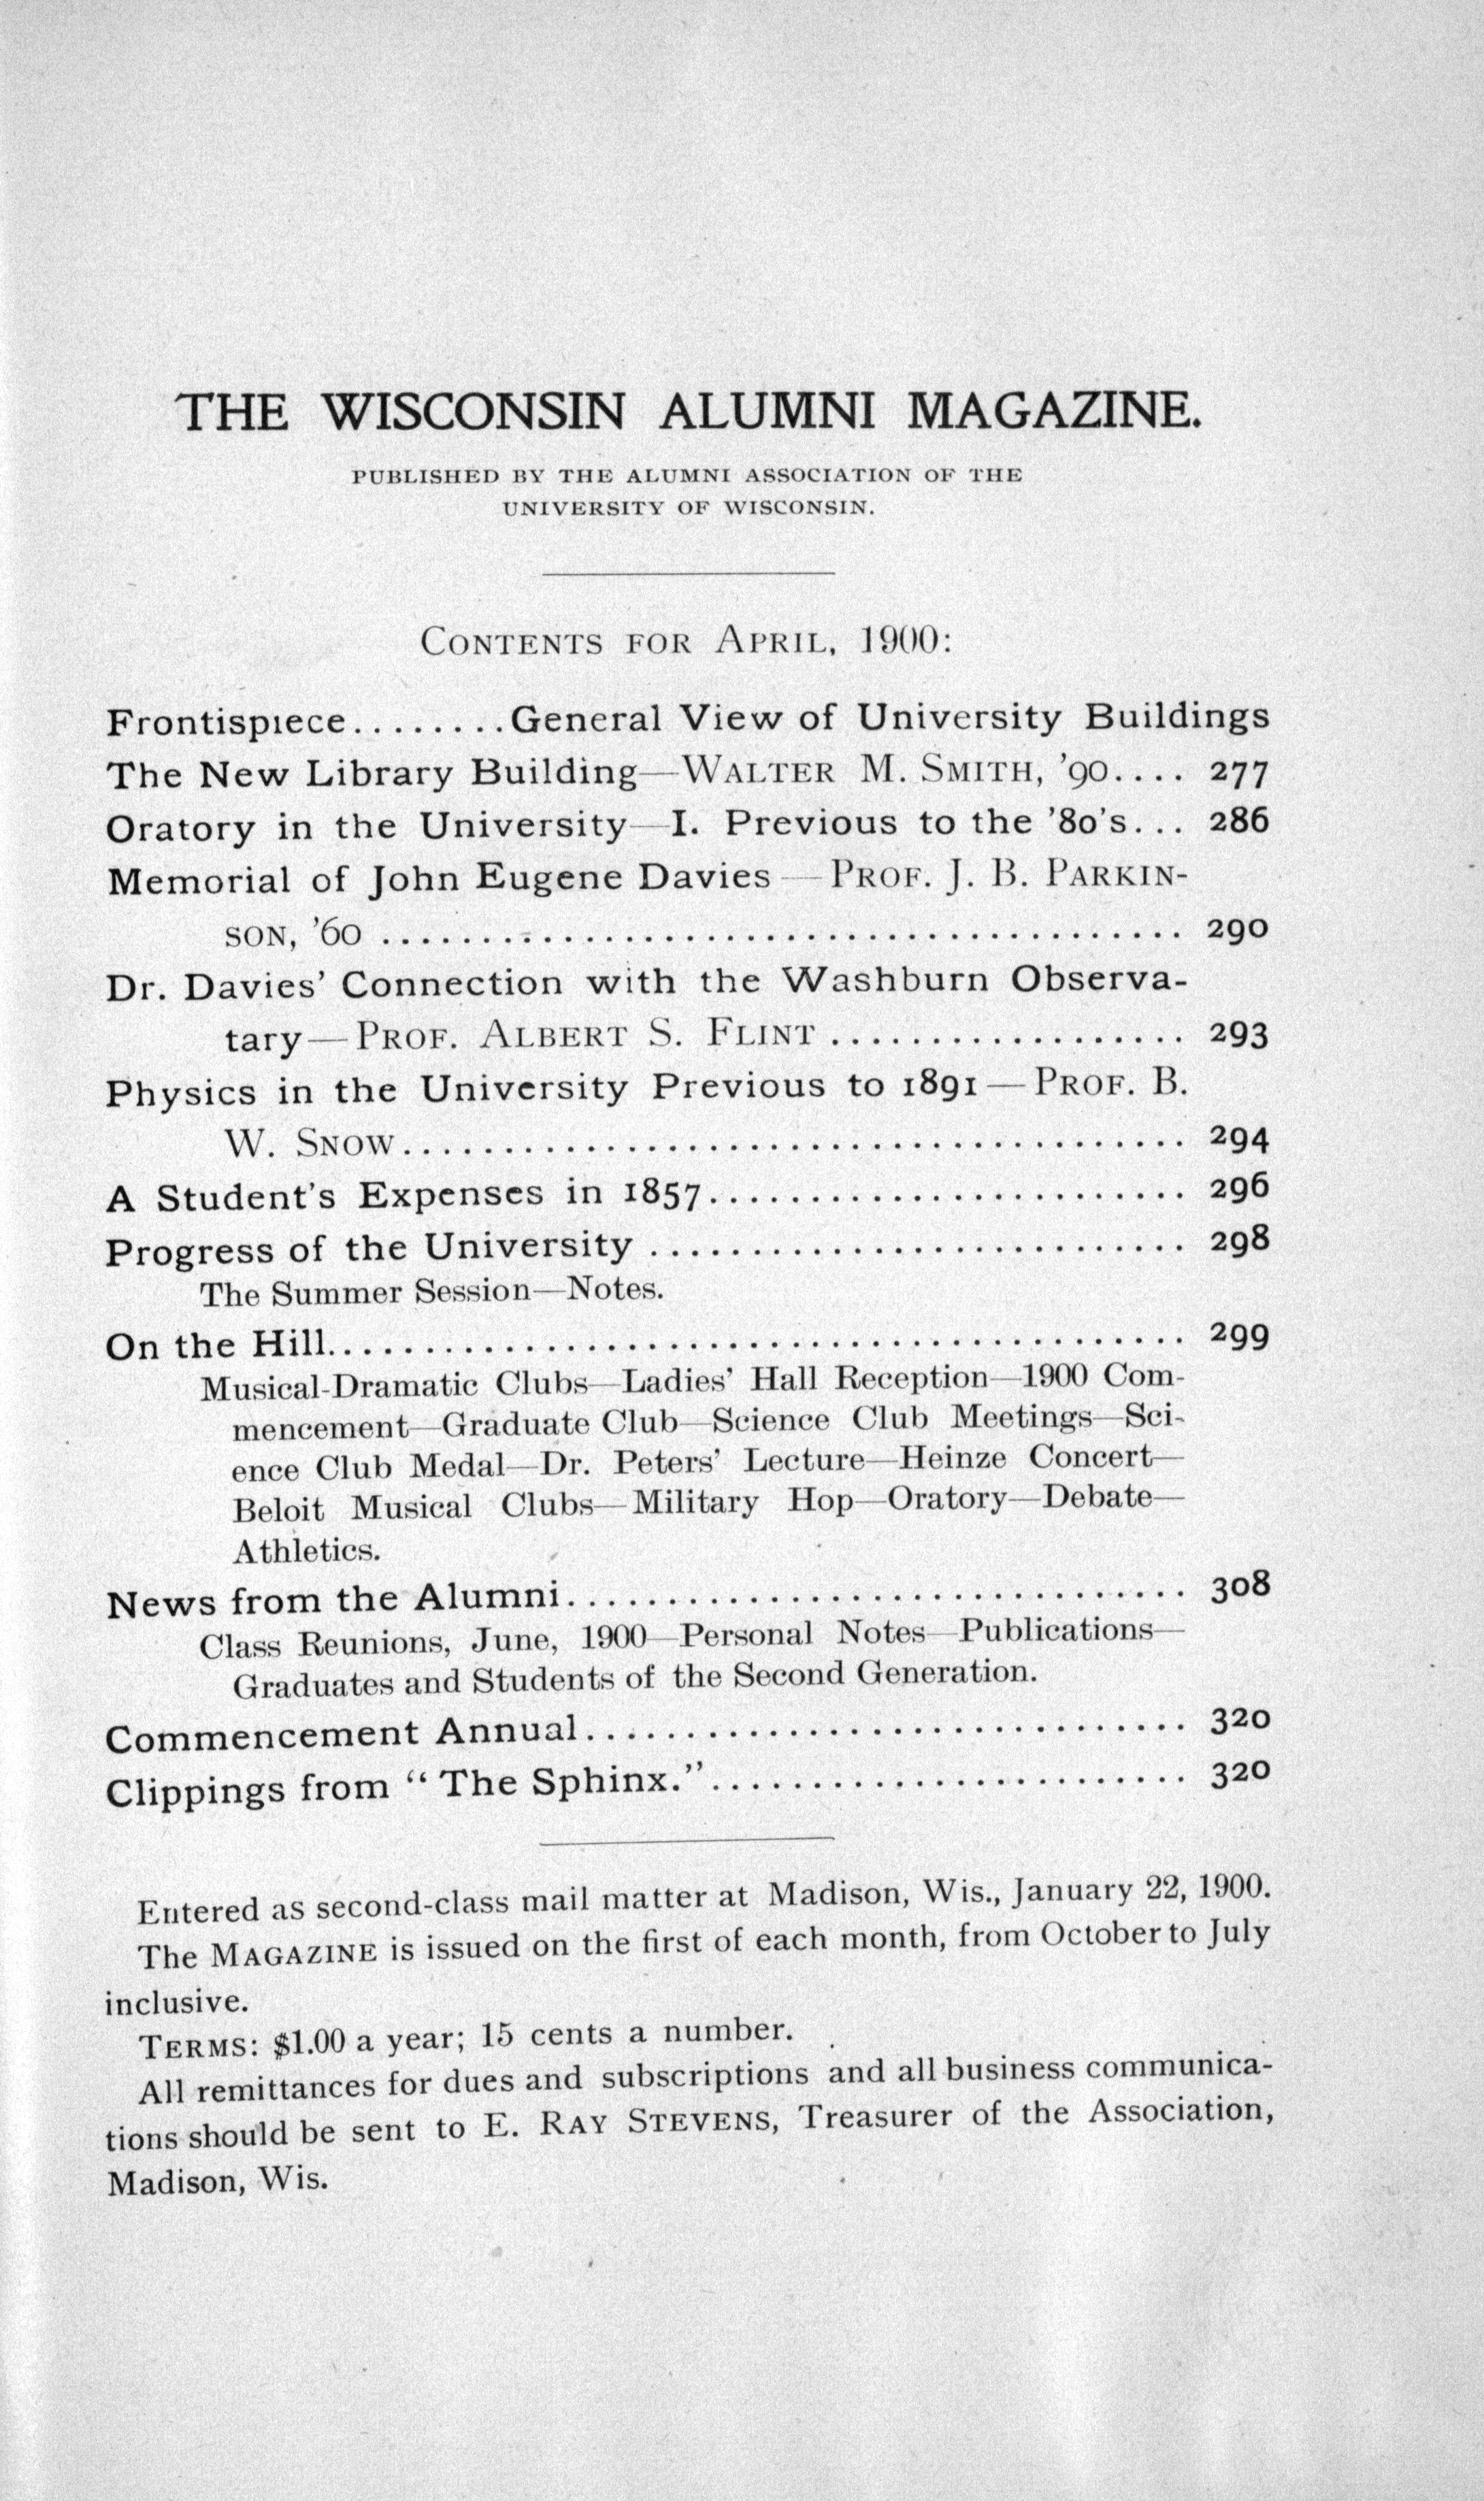 THE WISCONSIN ALUMNI MAGAZINE.
PUBLISHED BY THE ALUMNI ASSOCIATION OF THE
UNIVERSITY OF WISCONSIN.
CONTENTS FOR APRIL, 1900:
Frontispiece........General View of University Buildings
The New Library Building—WALTER M. SMITH, '90.... 277
Oratory in the University—I. Previous to the '80's... 286
Memorial of John Eugene Davies — PROF. J. B. PARKIN-
SON, '60 ........................................ 290
Dr. Davies' Connection with the Washburn Observa-
tary—PROF. ALBERT S. FLINT .................. 293
Physics in the University Previous to 1891—PROF. B.
W. SNOW....................................... 294
A Student's Expenses in 1857........................ 296
Progress of the University ........................... 298
The Summer Session—Notes.
On the Hill........................................... 299
Musical-Dramatic Clubs—Ladies' Hall Reception—1900 Com-
mencement—Graduate Club—Science Club Meetings—Sci-
ence Club Medal—Dr. Peters' Lecture—Heinze Concert—
Beloit Musical Clubs—Military Hop—Oratory—Debate—
Athletics.
News from the Alumni............................... 308
Class Reunions, June, 1900—Personal Notes—Publications—
Graduates and Students of the Second Generation.
Commencement Annual.............................. 320
Clippings from "The Sphinx."........................ 320
Entered as second-class mail matter at Madison, Wis., January 22, 1900.
The MAGAZINE is issued on the first of each month, from October to July
inclusive.
TERMS: $1.00 a year; 15 cents a number.
All remittances for dues and subscriptions and all business communica-
tions should be sent to E. RAY STEVENS, Treasurer of the Association,
Madison, Wis.